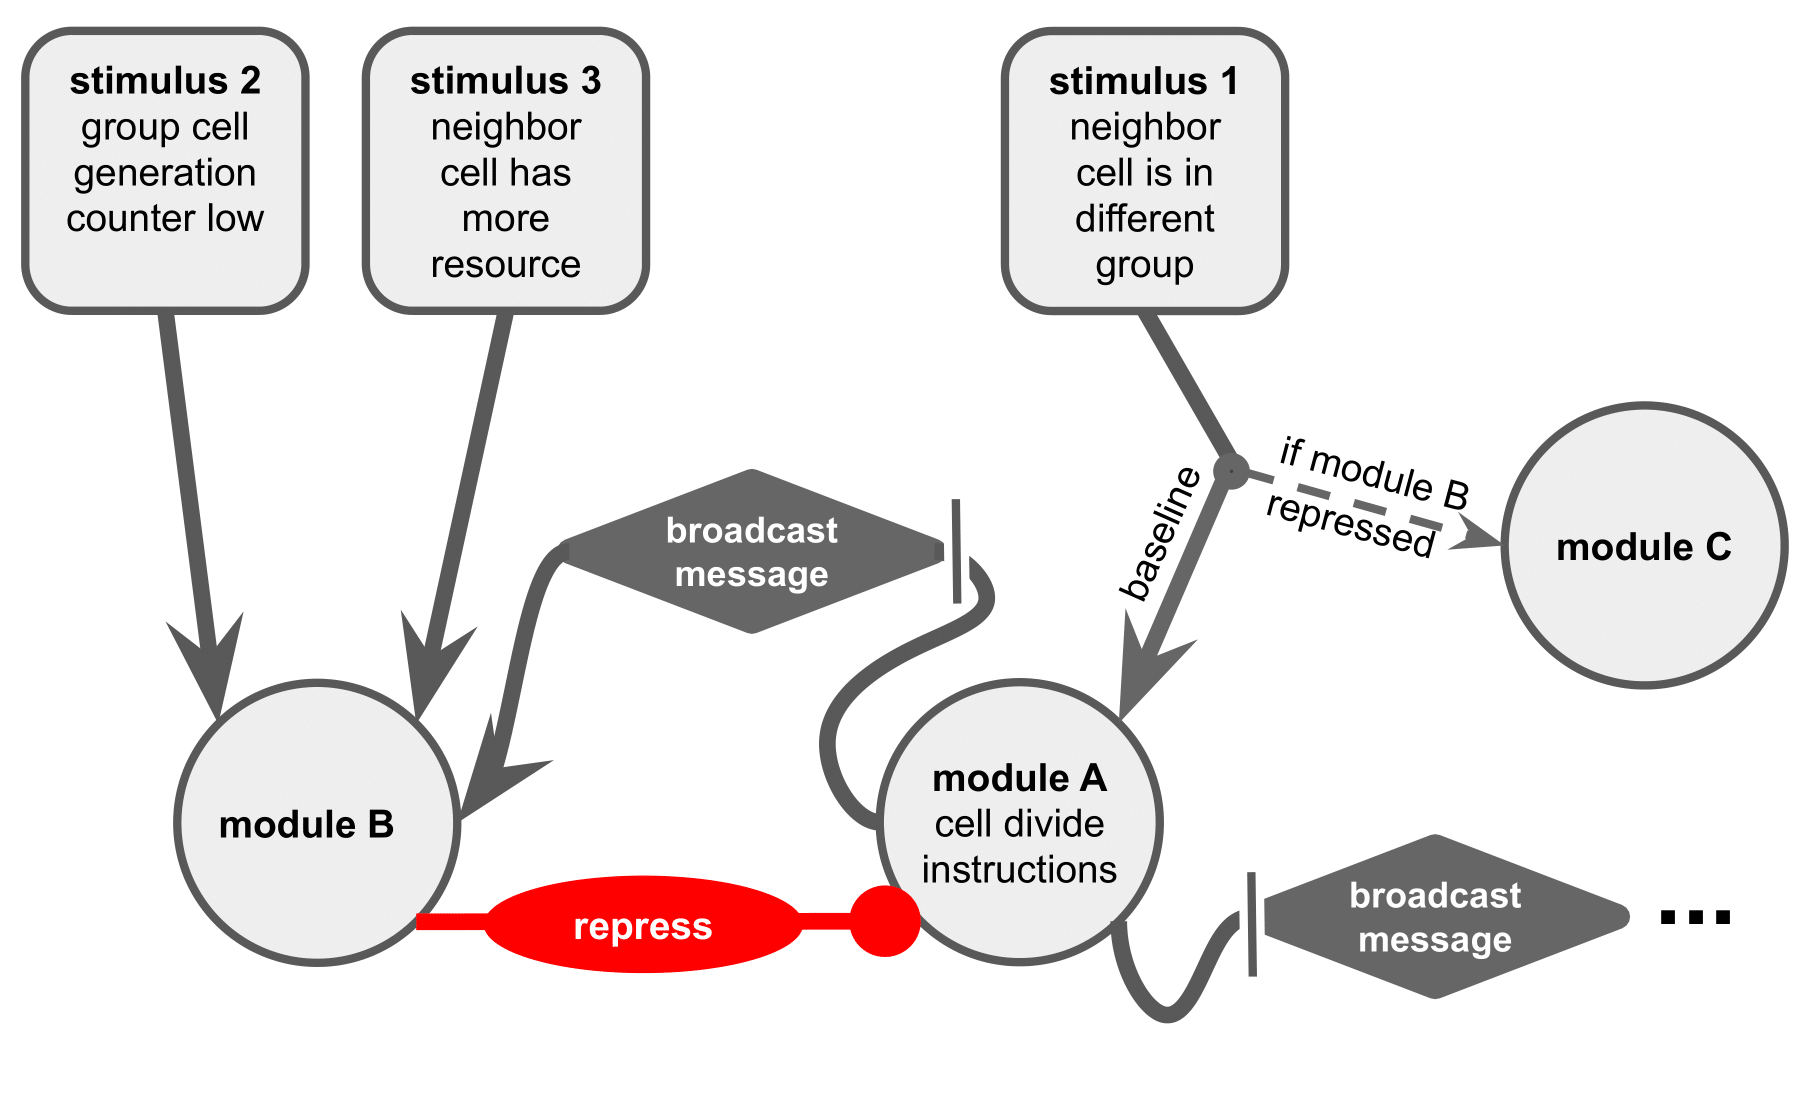 stimulus 2
group cell
generation
counter low
stimulus 3
neighbor
cell has
more
resource
stimulus 1
neighbor
cell is in
different
group
if module B
repressed
baseline
module C
broadcast
message
module B
repress
module A
cell divide
instructions
broadcast
message
...